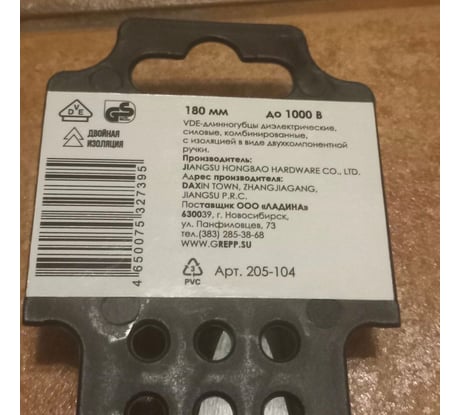 180 мм до 1000 В
VDE-длинногубцы диэлектрические,
силовые, комбинированные,
с изоляцией в виде двухкомпонентной
ручки.
Производитель:
JIANGSU HONGBAO HARDWARE CO., LTD.
Адрес производителя:
DAXIN TOWN, ZHANGJIAGANG,
JIANGSU P.R.C.
Поставщик ООО «ЛАДИНА»
630039, г. Новосибирск,
ул. Панфиловцев, 73
тел.(383) 285-38-68
WWW.GREPP.SU
3
PVC
Арт. 205-104
VDE
GS
ДВОЙНАЯ
ИЗОЛЯЦИЯ
4 650075 327395